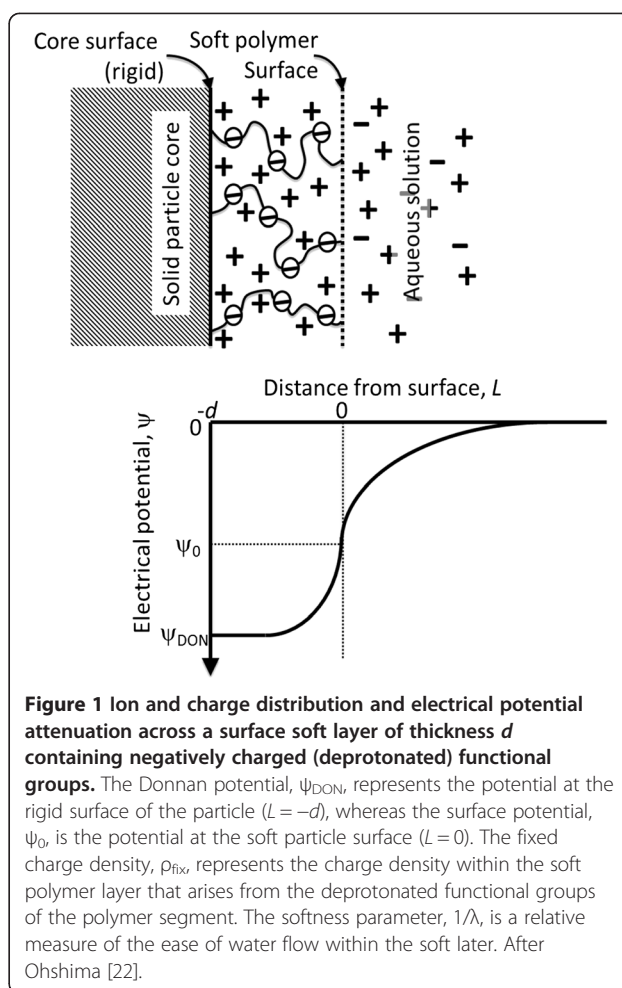 Core surface
(rigid)
Soft polymer
Surface
Solid particle core
Aqueous solution
Distance from surface, L
-d
0
0
Electrical potential, ψ
ψ0
ψDON
Figure 1 Ion and charge distribution and electrical potential
attenuation across a surface soft layer of thickness d
containing negatively charged (deprotonated) functional
groups. The Donnan potential, ψDON, represents the potential at the
rigid surface of the particle (L = −d), whereas the surface potential,
ψ0, is the potential at the soft particle surface (L = 0). The fixed
charge density, ρfix, represents the charge density within the soft
polymer layer that arises from the deprotonated functional groups
of the polymer segment. The softness parameter, 1/λ, is a relative
measure of the ease of water flow within the soft later. After
Ohshima [22].